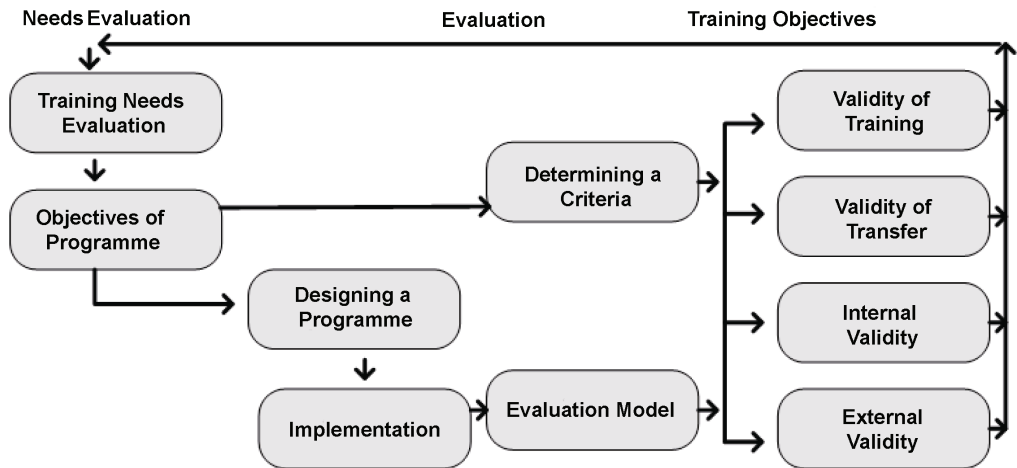 Needs Evaluation
Evaluation
Training Objectives
Training Needs
Evaluation
Objectives of
Programme
Designing a
Programme
Implementation
Determining a
Criteria
Evaluation Model
Validity of
Training
Validity of
Transfer
Internal
Validity
External
Validity